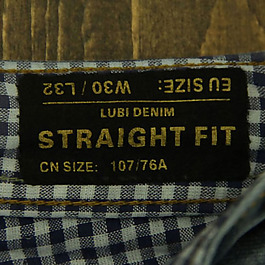 EU SIZE: W30 / L32
LUBI DENIM
STRAIGHT FIT
CN SIZE: 107/76A